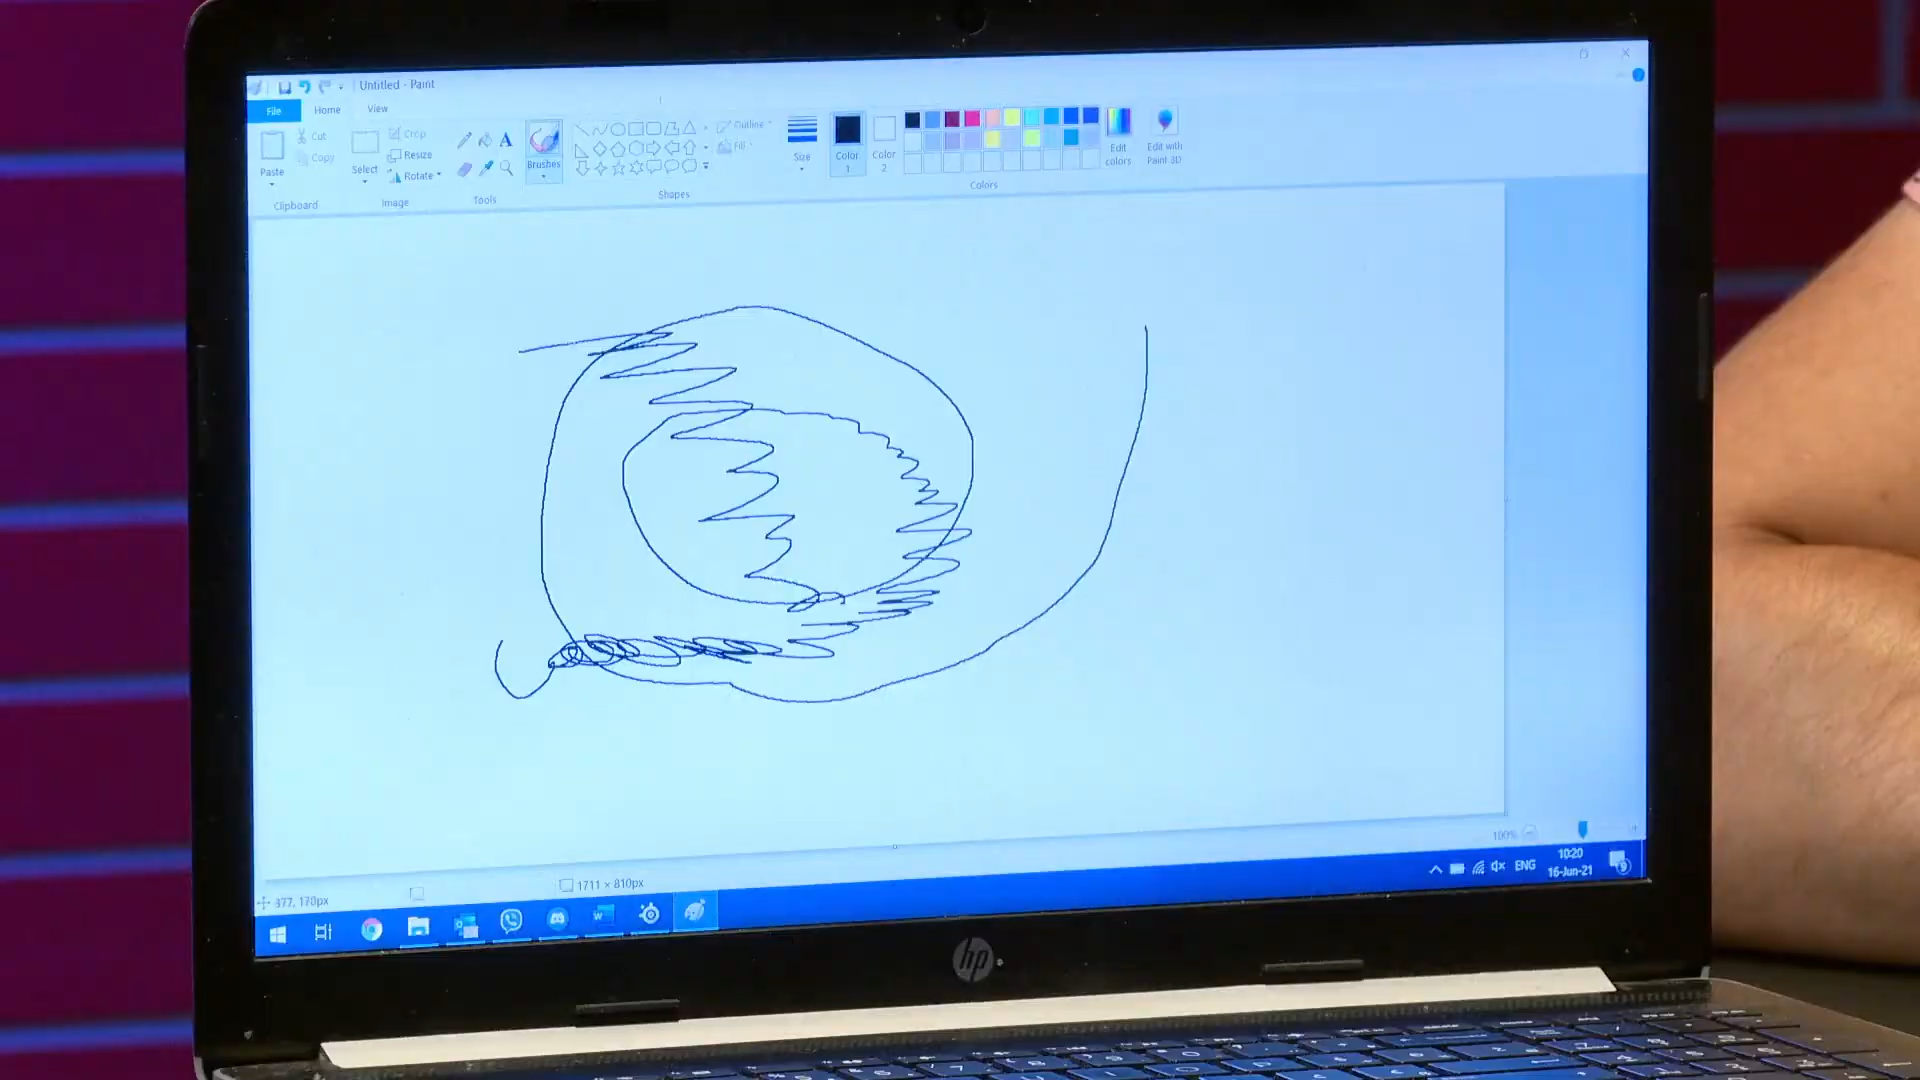 Untitled - Paint
File Home View
Paste
Cut
Copy
Clipboard
Select
Crop
Resize
Rotate
Image
A
Tools
Brushes
Outline
Fill
Shapes
Size
Color 1
Color 2
Edit colors
Edit with Paint 3D
Colors
377, 170px
1711 × 810px
100%
ENG
10:20
16-Jun-21
hp